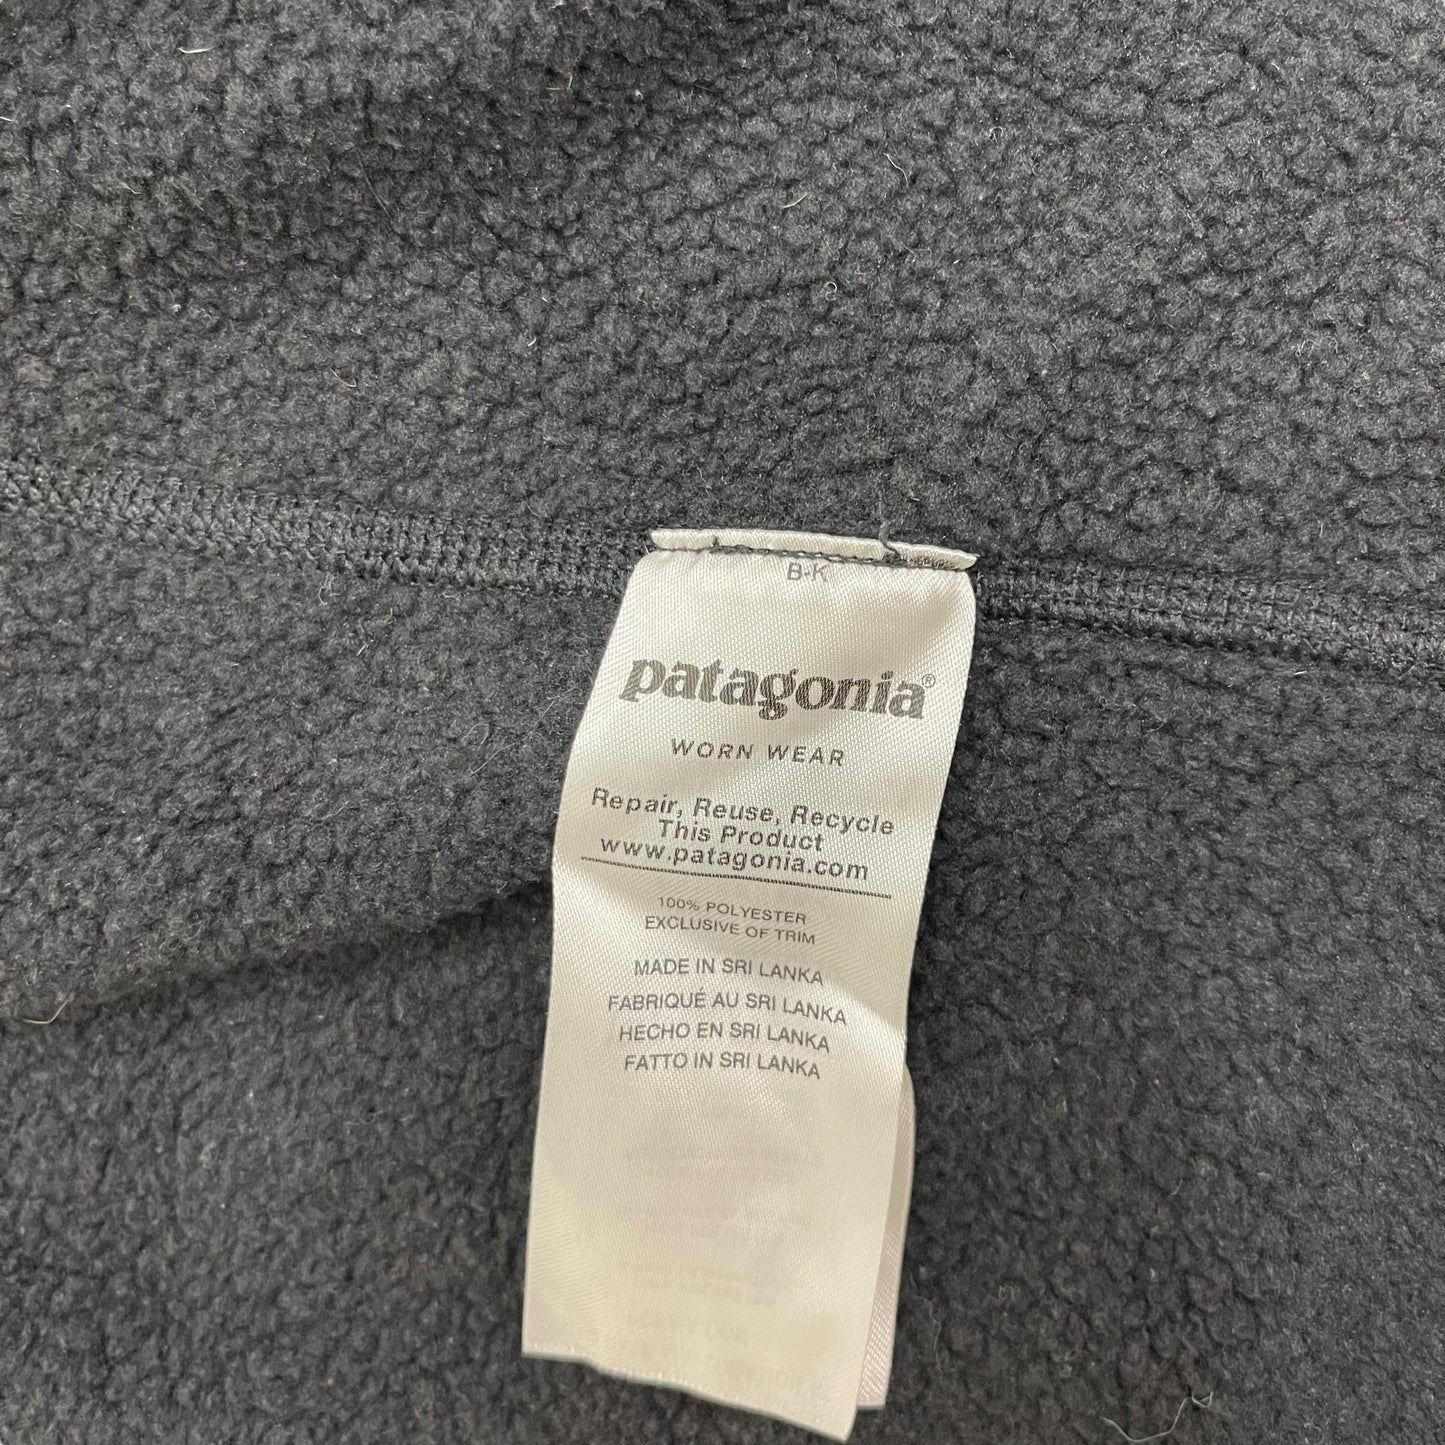 B-K
patagonia®
WORN WEAR
Repair, Reuse, Recycle
This Product
www.patagonia.com
100% POLYESTER
EXCLUSIVE OF TRIM
MADE IN SRI LANKA
FABRIQUÉ AU SRI LANKA
HECHO EN SRI LANKA
FATTO IN SRI LANKA